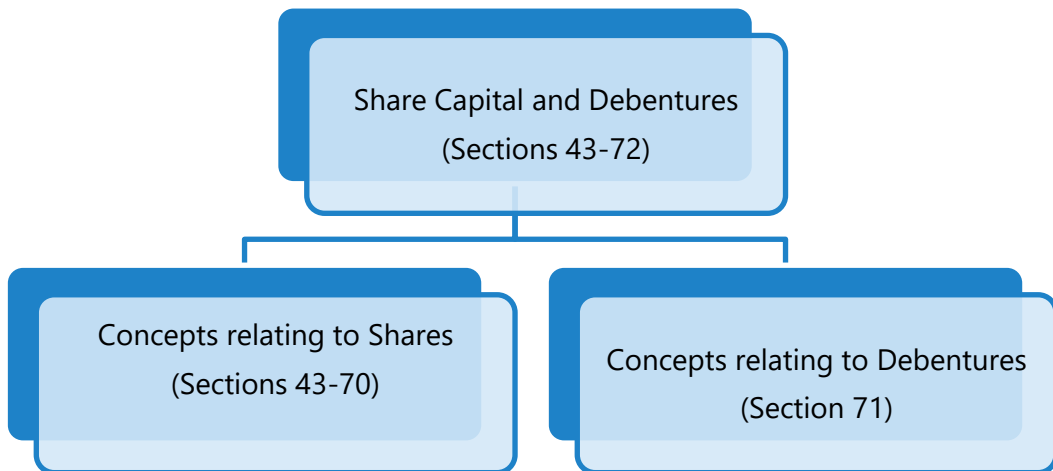 Share Capital and Debentures
(Sections 43-72)
Concepts relating to Shares
(Sections 43-70)
Concepts relating to Debentures
(Section 71)